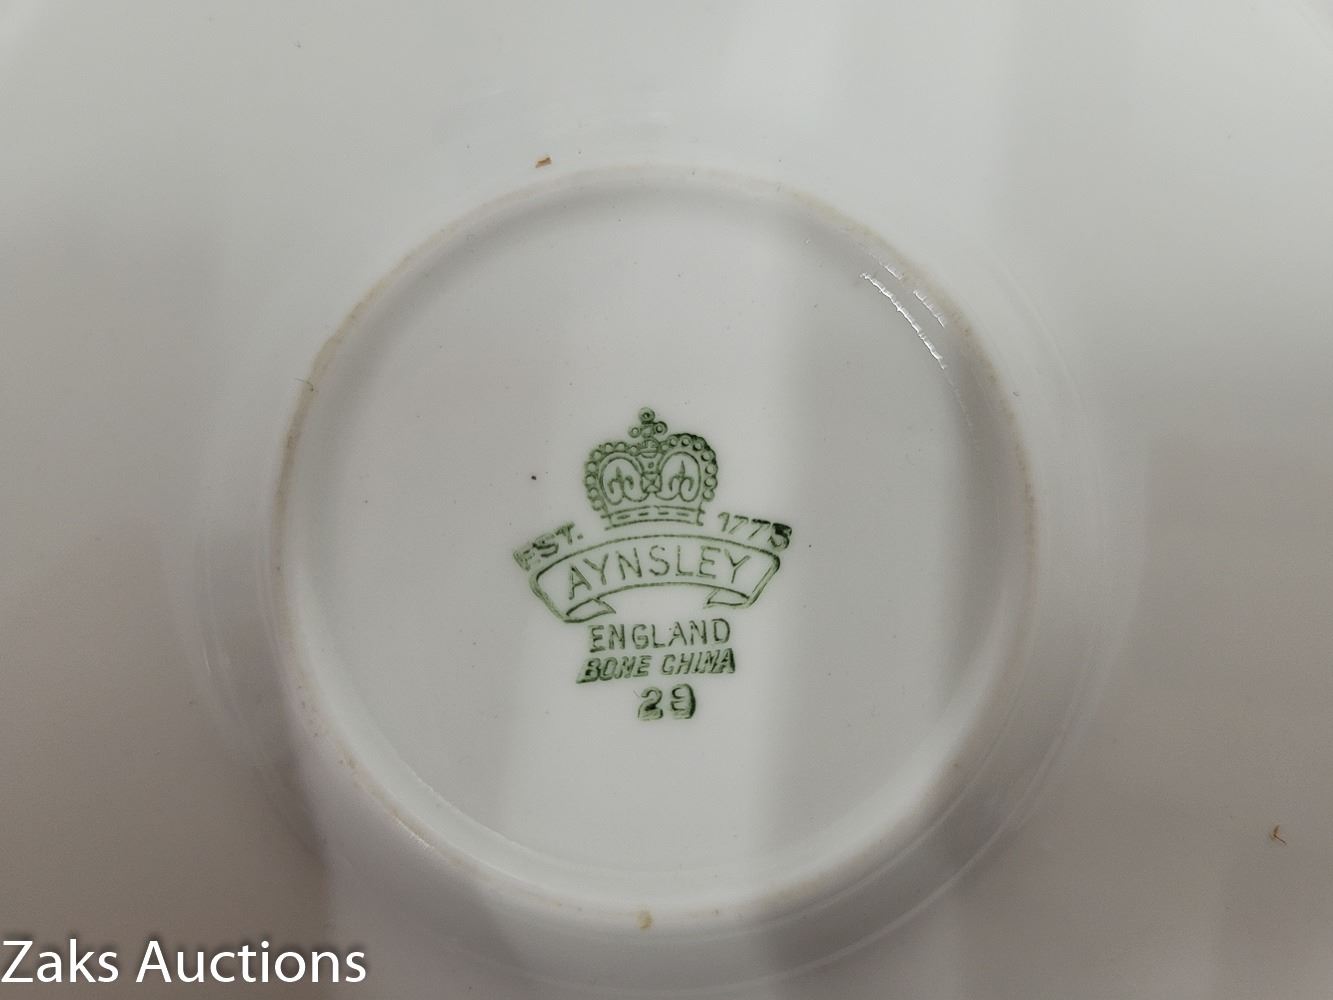 EST. 1775
AYNSLEY
ENGLAND
BONE CHINA
29
Zaks Auctions